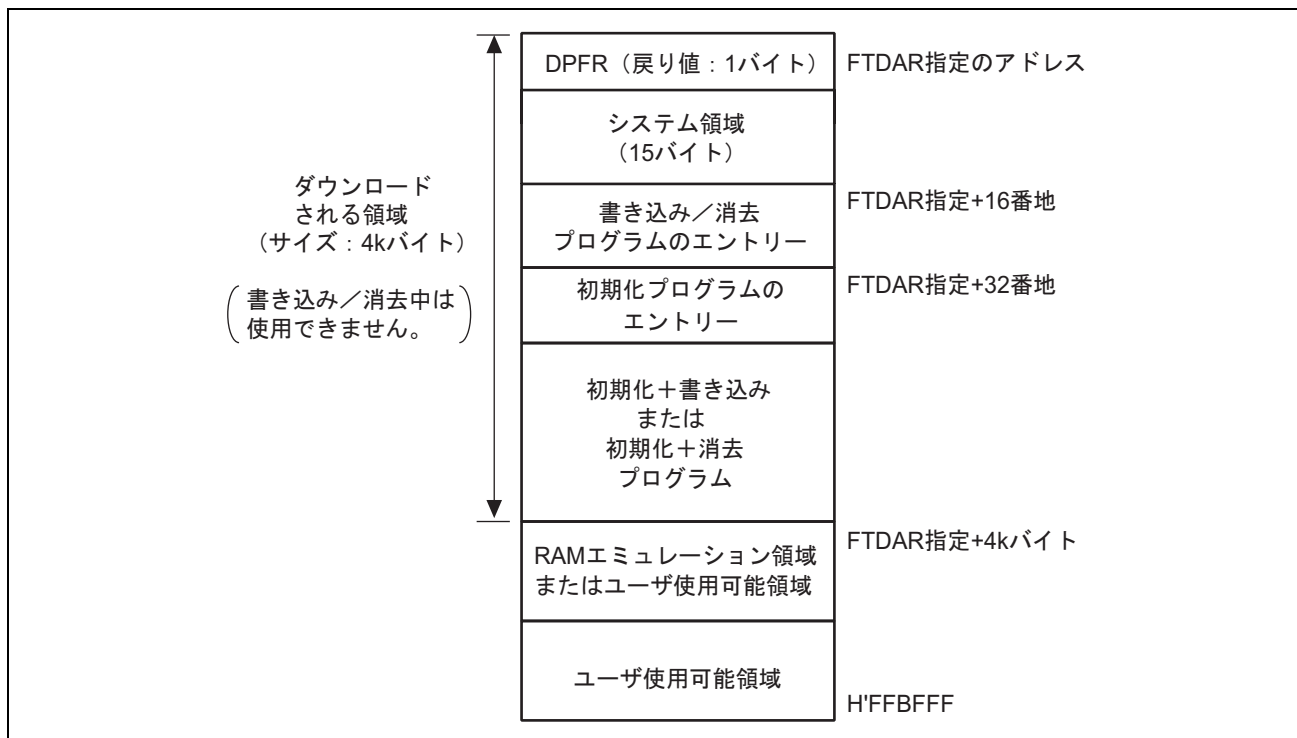 DPFR（戻り値：1バイト）
FTDAR指定のアドレス
システム領域
（15バイト）
ダウンロード
される領域
（サイズ：4kバイト）
書き込み／消去中は
使用できません。
書き込み／消去
プログラムのエントリー
FTDAR指定+16番地
初期化プログラムの
エントリー
FTDAR指定+32番地
初期化＋書き込み
または
初期化＋消去
プログラム
RAMエミュレーション領域
またはユーザ使用可能領域
FTDAR指定+4kバイト
ユーザ使用可能領域
H'FFBFFF